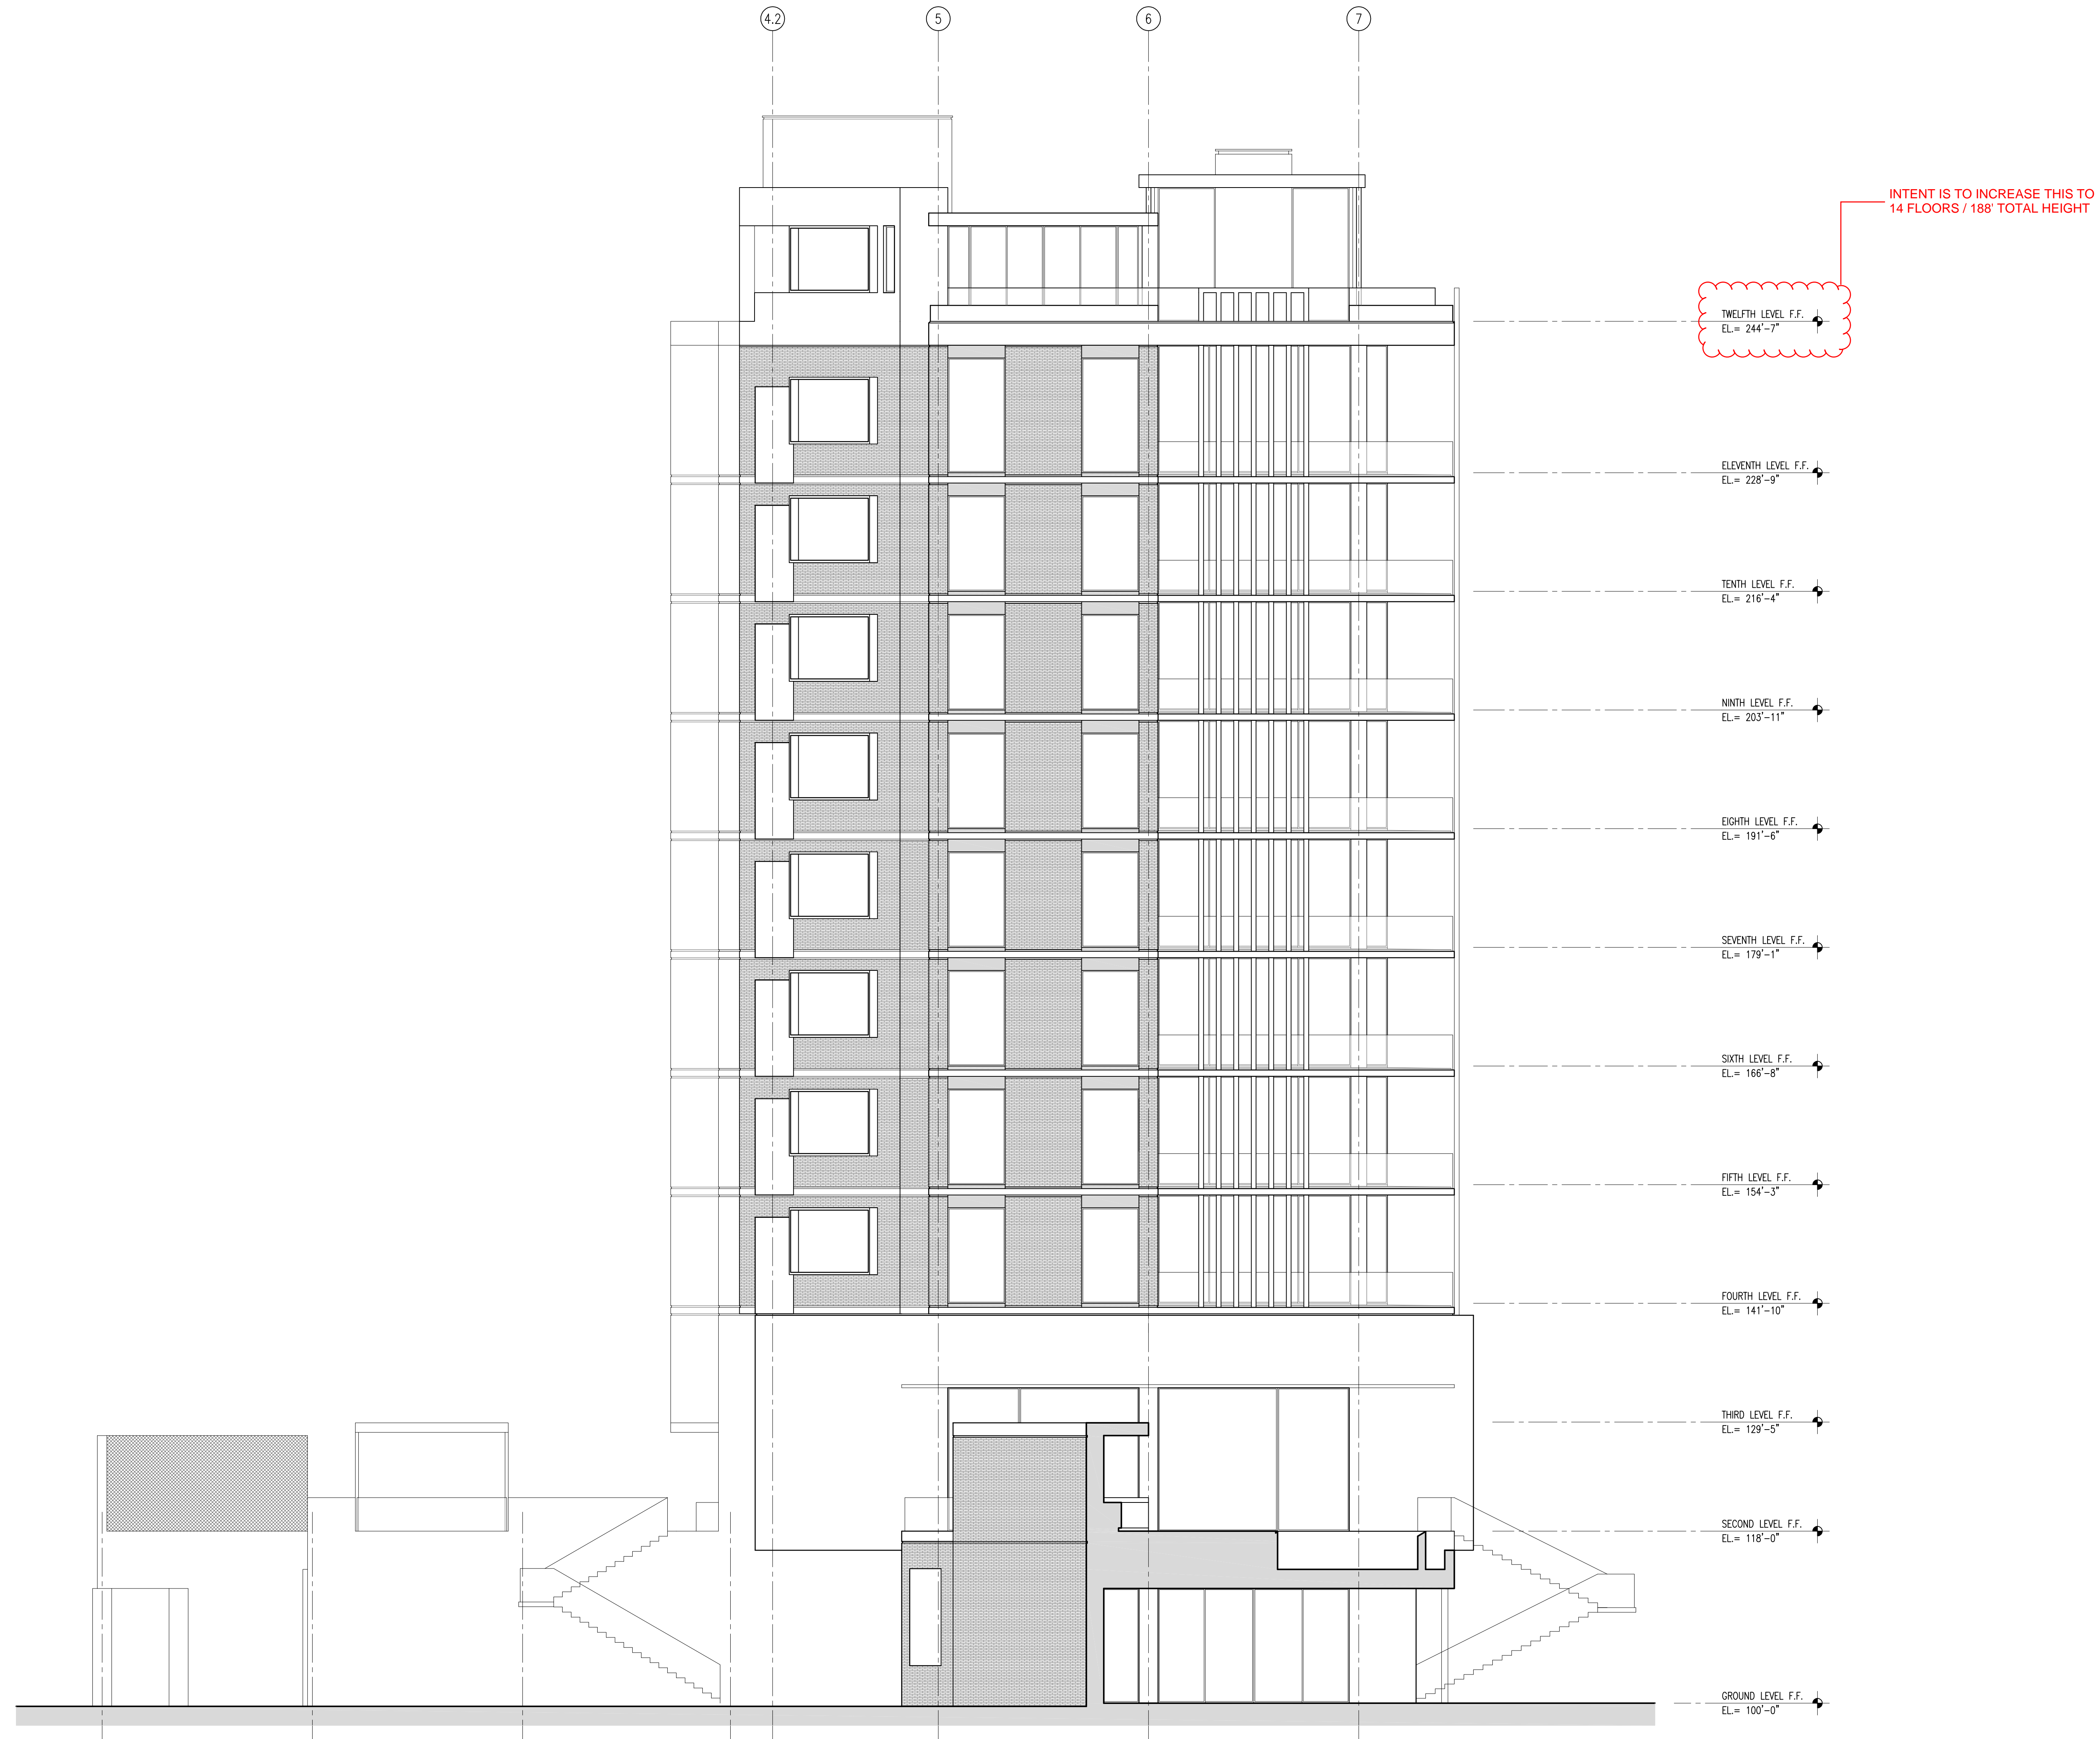 4.2
5
6
7
INTENT IS TO INCREASE THIS TO
14 FLOORS / 188' TOTAL HEIGHT
TWELFTH LEVEL F.F.
EL.= 244'-7"
ELEVENTH LEVEL F.F.
EL.= 228'-9"
TENTH LEVEL F.F.
EL.= 216'-4"
NINTH LEVEL F.F.
EL.= 203'-11"
EIGHTH LEVEL F.F.
EL.= 191'-6"
SEVENTH LEVEL F.F.
EL.= 179'-1"
SIXTH LEVEL F.F.
EL.= 166'-8"
FIFTH LEVEL F.F.
EL.= 154'-3"
FOURTH LEVEL F.F.
EL.= 141'-10"
THIRD LEVEL F.F.
EL.= 129'-5"
SECOND LEVEL F.F.
EL.= 118'-0"
GROUND LEVEL F.F.
EL.= 100'-0"